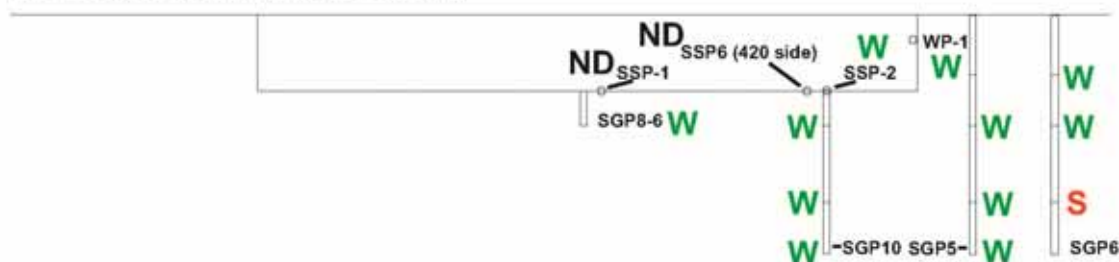 ND SSP6 (420 side)
W
WP-1
ND SSP-1
SSP-2
W
W
SGP8-6 W
W
W
W
W
W
S
W
SGP10
SGP5
W
SGP6